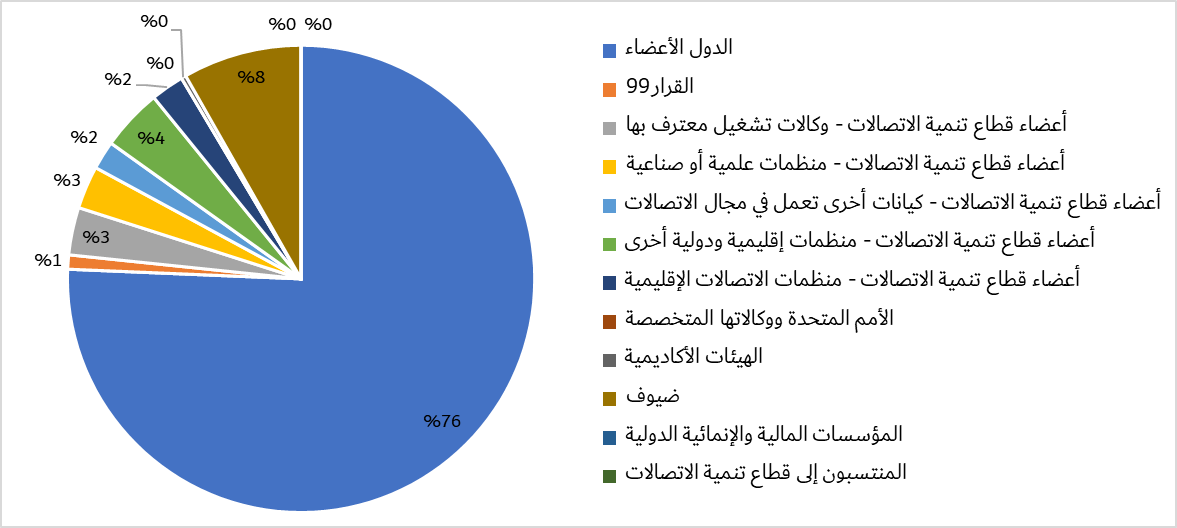 %0
%0 %0
%0
%2
%8
%4
%2
%3
%3
%1
%76
الدول الأعضاء
القرار99
أعضاء قطاع تنمية الاتصالات - وكالات تشغيل معترف بها
أعضاء قطاع تنمية الاتصالات - منظمات علمية أو صناعية
أعضاء قطاع تنمية الاتصالات - كيانات أخرى تعمل في مجال الاتصالات
أعضاء قطاع تنمية الاتصالات - منظمات إقليمية ودولية أخرى
أعضاء قطاع تنمية الاتصالات - منظمات الاتصالات الإقليمية
الأمم المتحدة ووكالاتها المتخصصة
الهيئات الأكاديمية
ضيوف
المؤسسات المالية والإنمائية الدولية
المنتسبون إلى قطاع تنمية الاتصالات